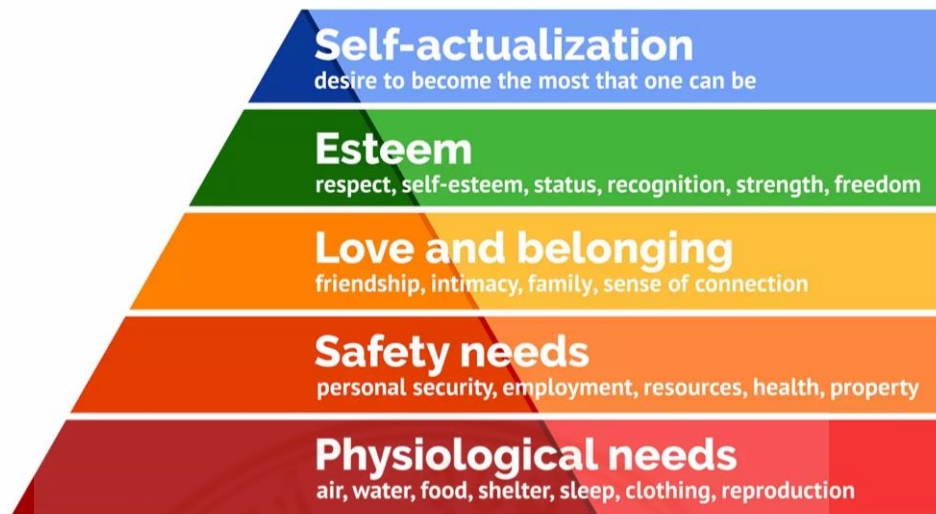 Self-actualization
desire to become the most that one can be
Esteem
respect, self-esteem, status, recognition, strength, freedom
Love and belonging
friendship, intimacy, family, sense of connection
Safety needs
personal security, employment, resources, health, property
Physiological needs
air, water, food, shelter, sleep, clothing, reproduction